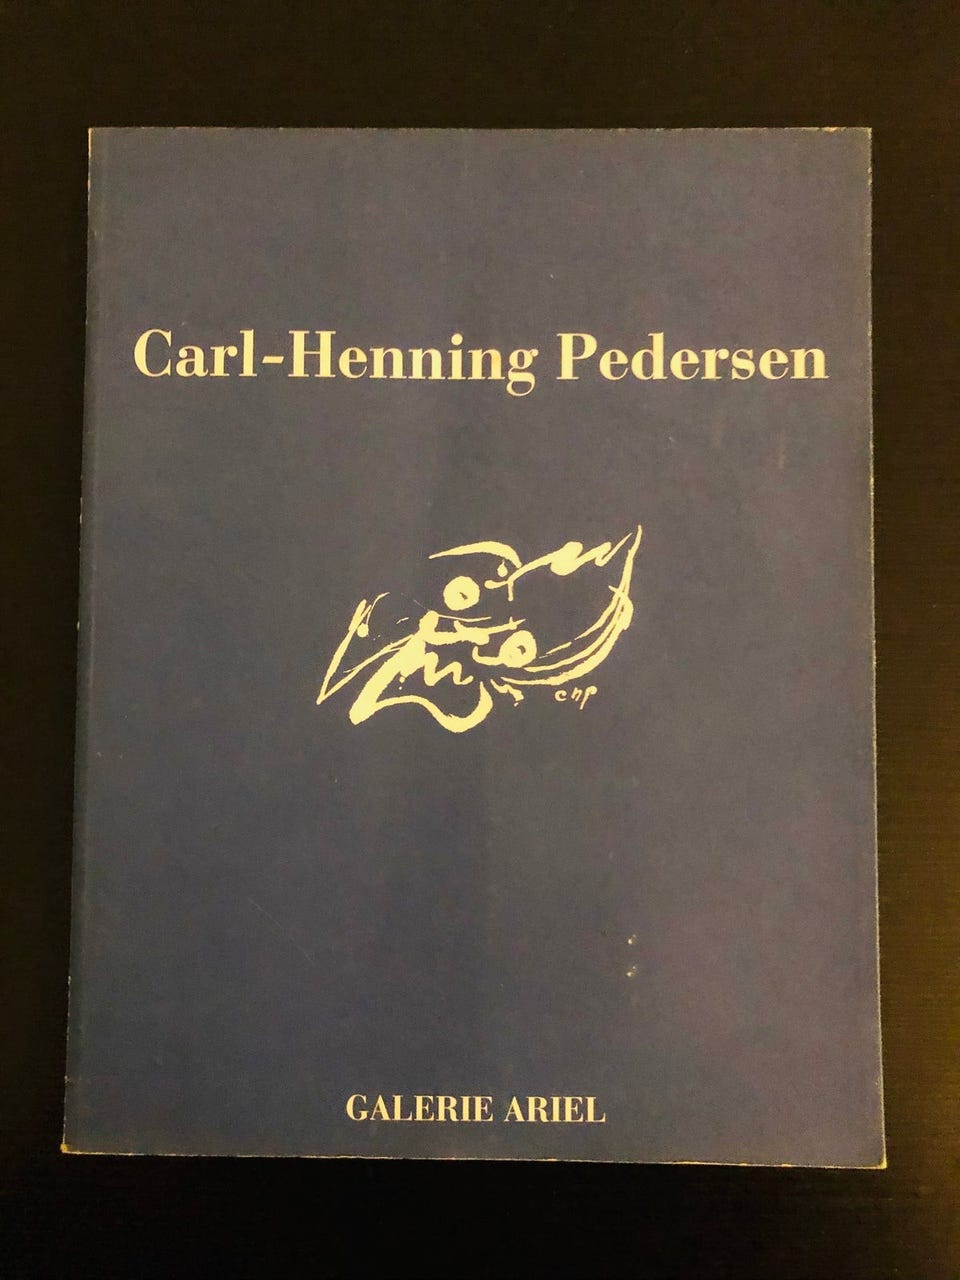 Carl-Henning Pedersen
chp
GALERIE ARIEL